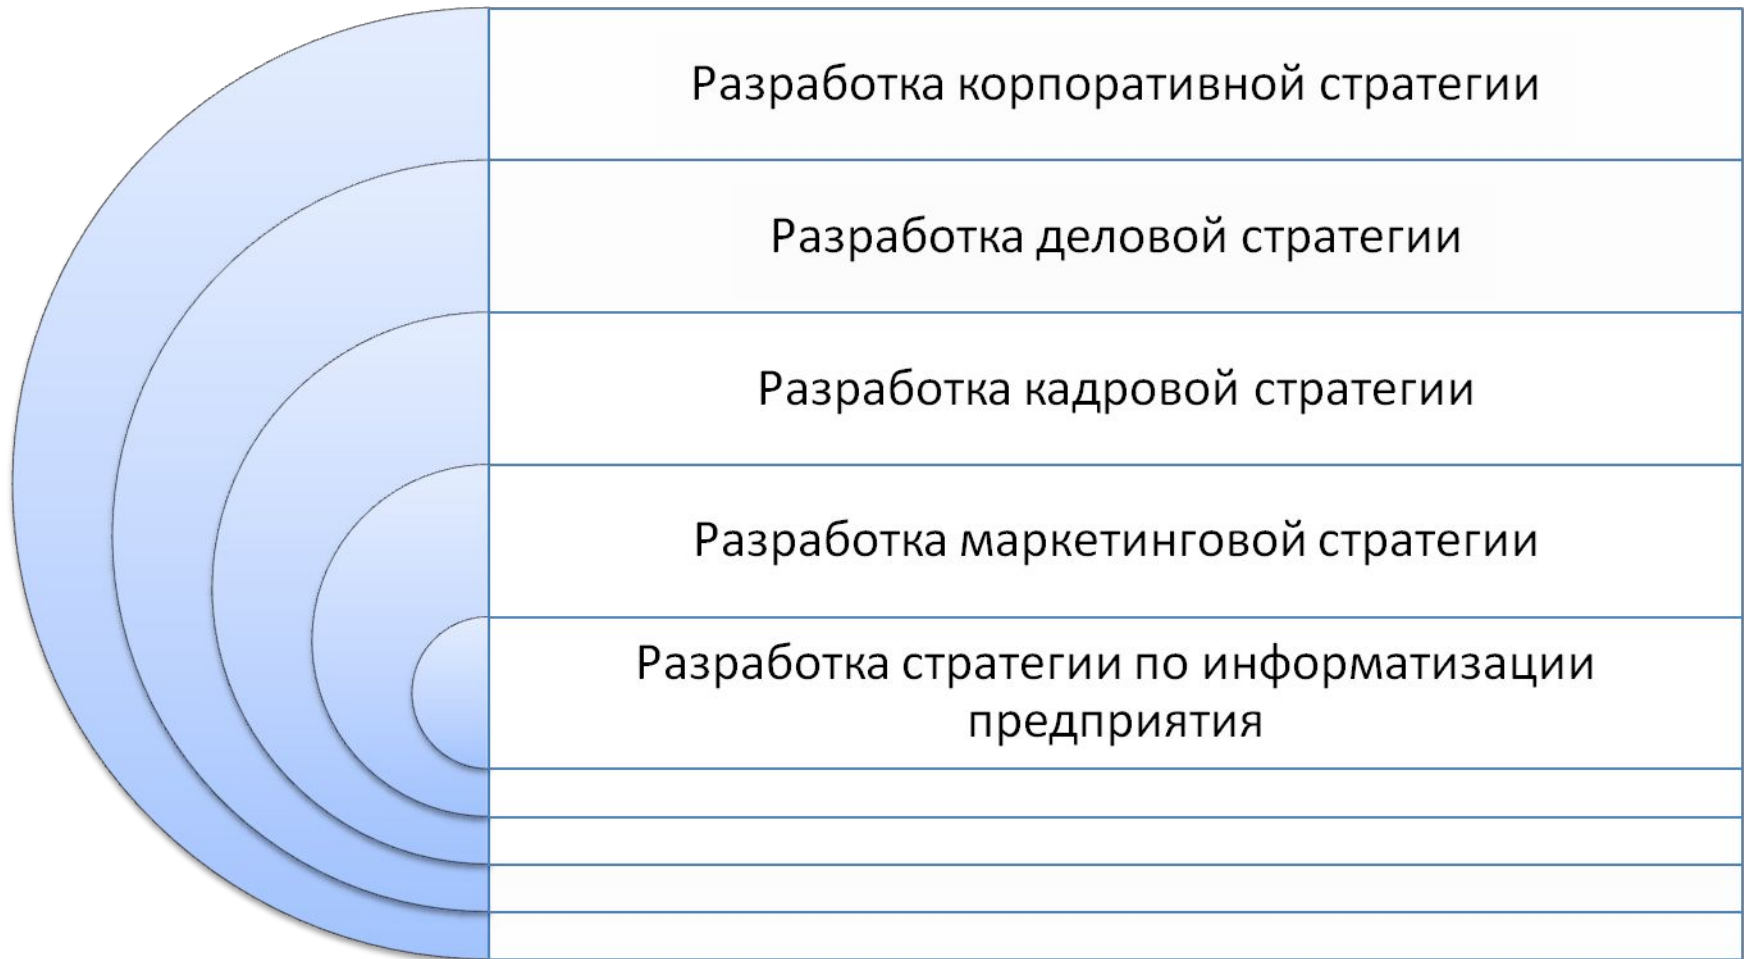 Разработка корпоративной стратегии
Разработка деловой стратегии
Разработка кадровой стратегии
Разработка маркетинговой стратегии
Разработка стратегии по информатизации
предприятия